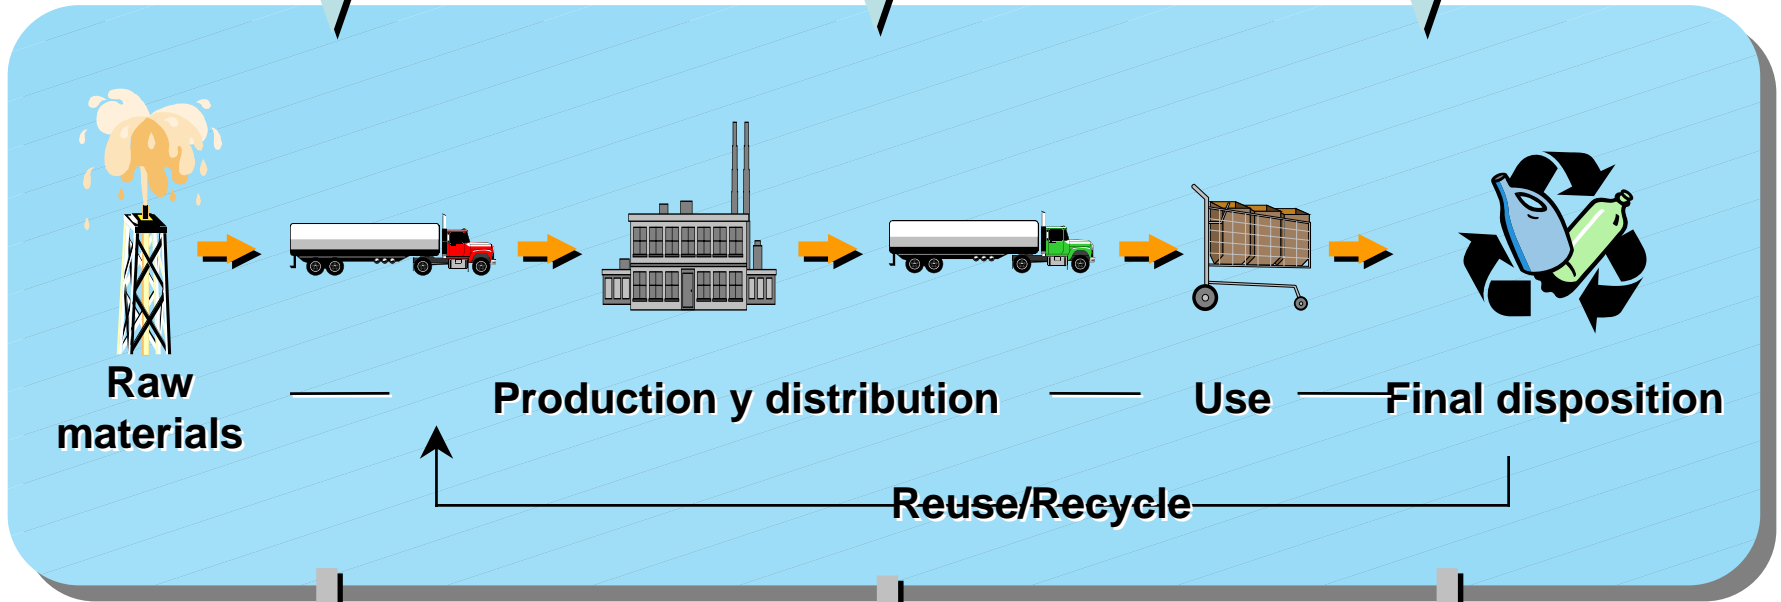 Raw
materials
Production y distribution
Use
Final disposition
Reuse/Recycle